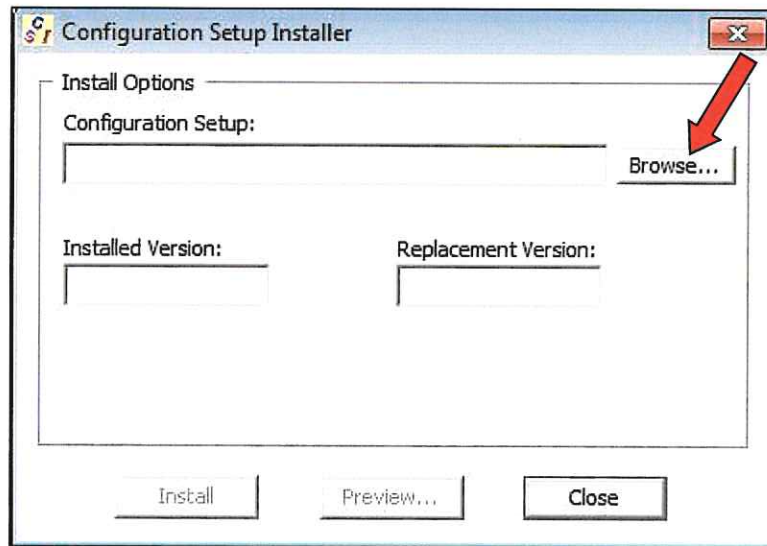 Configuration Setup Installer
Install Options
Configuration Setup:
Browse...
Installed Version:
Replacement Version:
Install
Preview...
Close